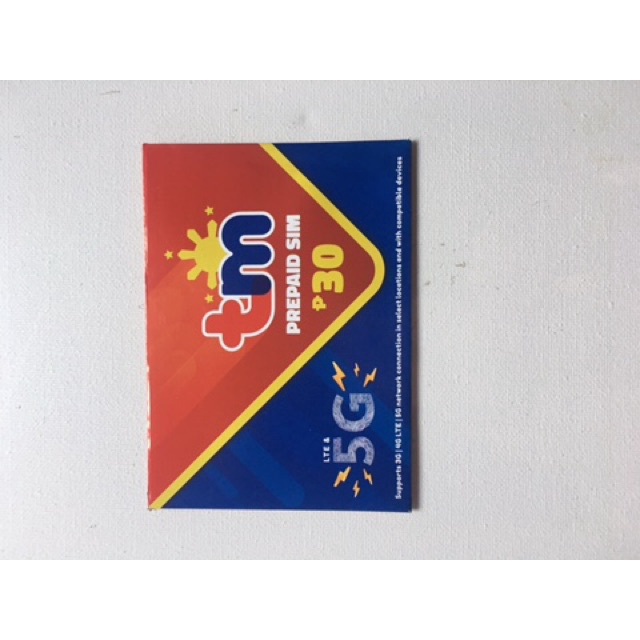 tm
PREPAID SIM
₱30
LTE &
5G
Supports 3G | 4G LTE | 5G network connection in select locations and with compatible devices